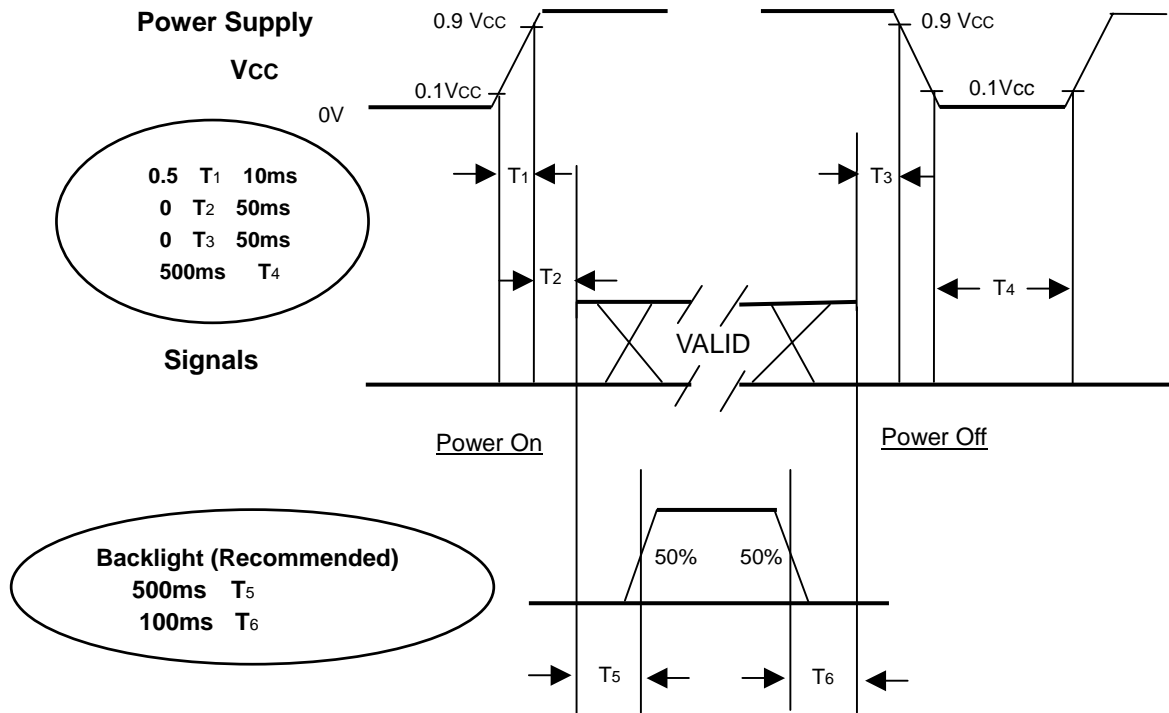 Power Supply
VCC
0.9 VCC
0.9 VCC
0.1VCC
0.1Vcc
0V
0.5 T1 10ms
0 T2 50ms
0 T3 50ms
500ms T4
T1
T3
T2
T4
VALID
Signals
Power On
Power Off
Backlight (Recommended)
500ms T5
100ms T6
50%
50%
T5
T6